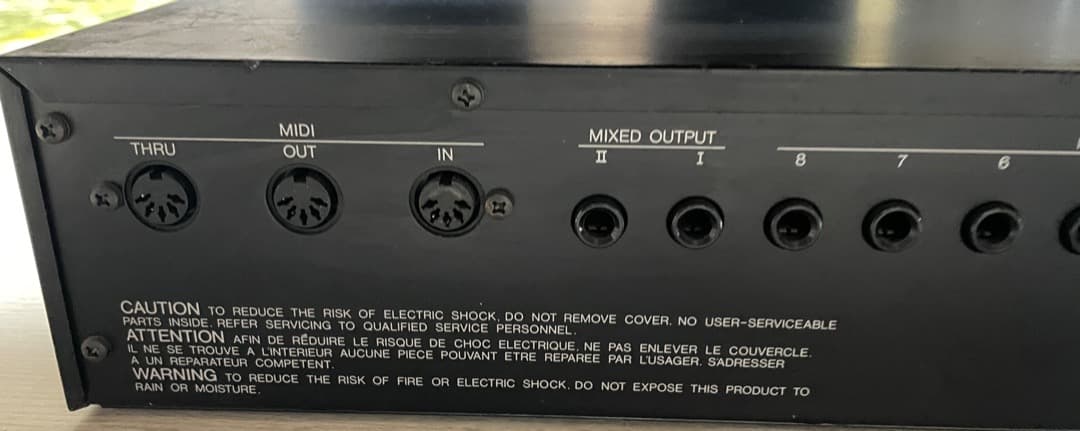 MIDI
THRU OUT IN
MIXED OUTPUT
II I 8 7 6
CAUTION TO REDUCE THE RISK OF ELECTRIC SHOCK, DO NOT REMOVE COVER. NO USER-SERVICEABLE
PARTS INSIDE. REFER SERVICING TO QUALIFIED SERVICE PERSONNEL.
ATTENTION AFIN DE RÉDUIRE LE RISQUE DE CHOC ELECTRIQUE, NE PAS ENLEVER LE COUVERCLE.
IL NE SE TROUVE A L'INTERIEUR AUCUNE PIECE POUVANT ETRE REPAREE PAR L'USAGER. SADRESSER
A UN REPARATEUR COMPETENT.
WARNING TO REDUCE THE RISK OF FIRE OR ELECTRIC SHOCK, DO NOT EXPOSE THIS PRODUCT TO
RAIN OR MOISTURE.